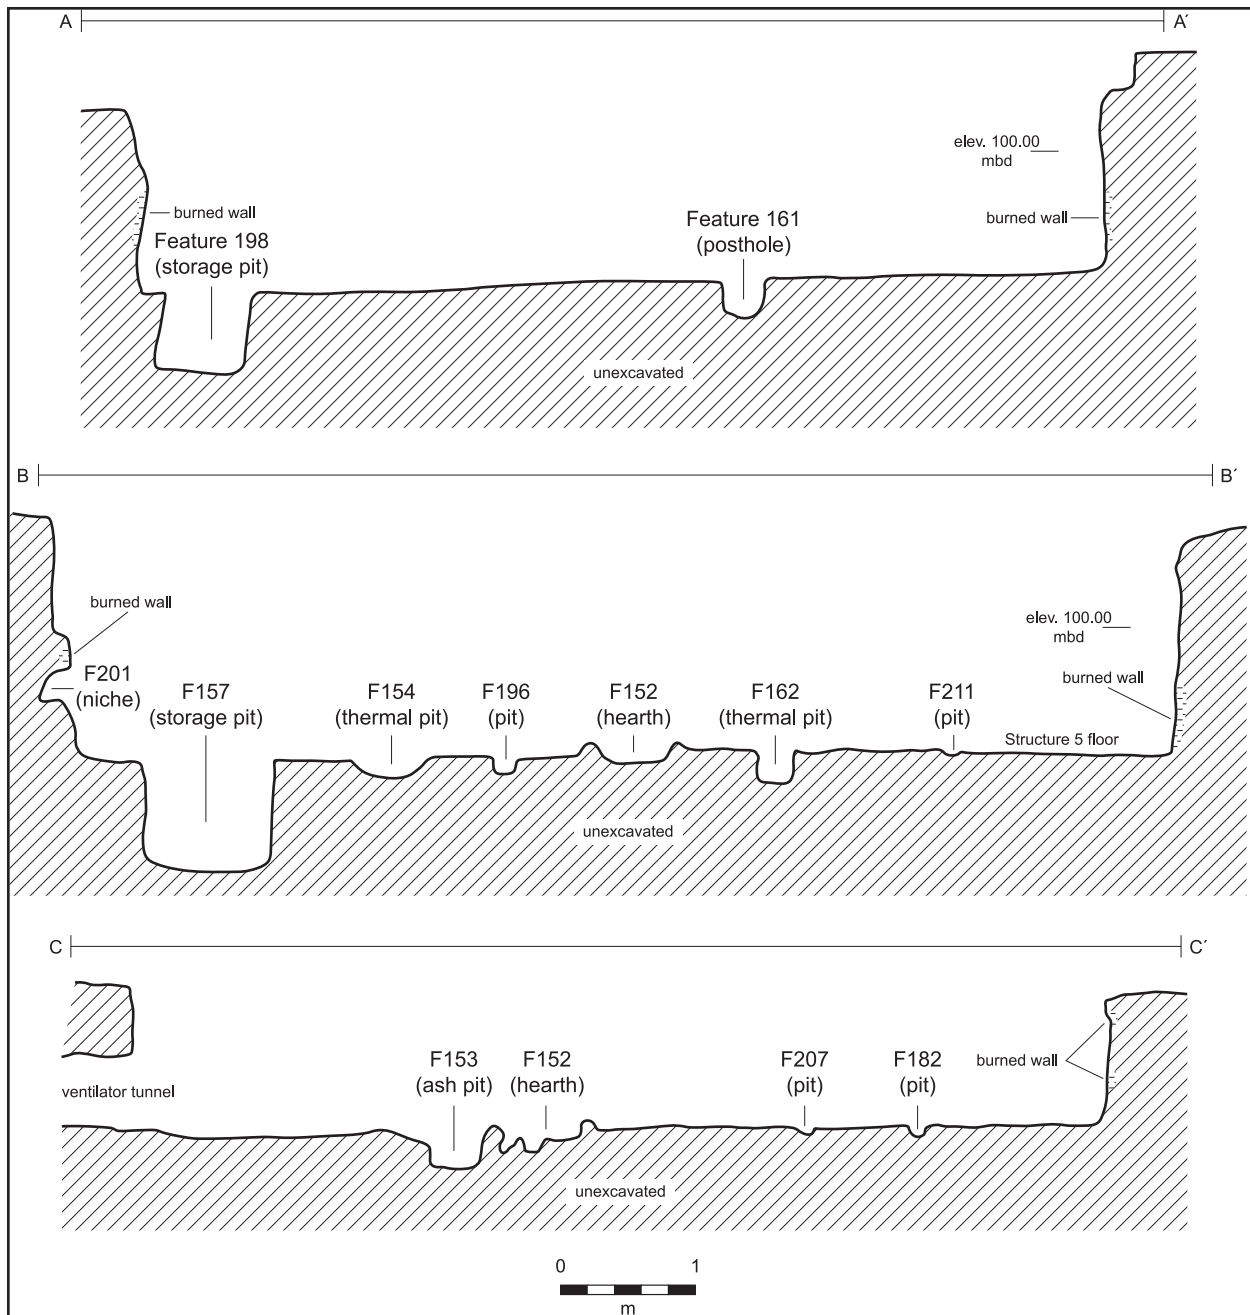 A A′
elev. 100.00
mbd
burned wall
burned wall
Feature 198
(storage pit)
Feature 161
(posthole)
unexcavated
B B′
burned wall
elev. 100.00
mbd
F201
(niche)
F157
(storage pit)
F154
(thermal pit)
F196
(pit)
F152
(hearth)
F162
(thermal pit)
F211
(pit)
burned wall
Structure 5 floor
unexcavated
C C′
ventilator tunnel
F153
(ash pit)
F152
(hearth)
F207
(pit)
F182
(pit)
burned wall
unexcavated
0 1
m